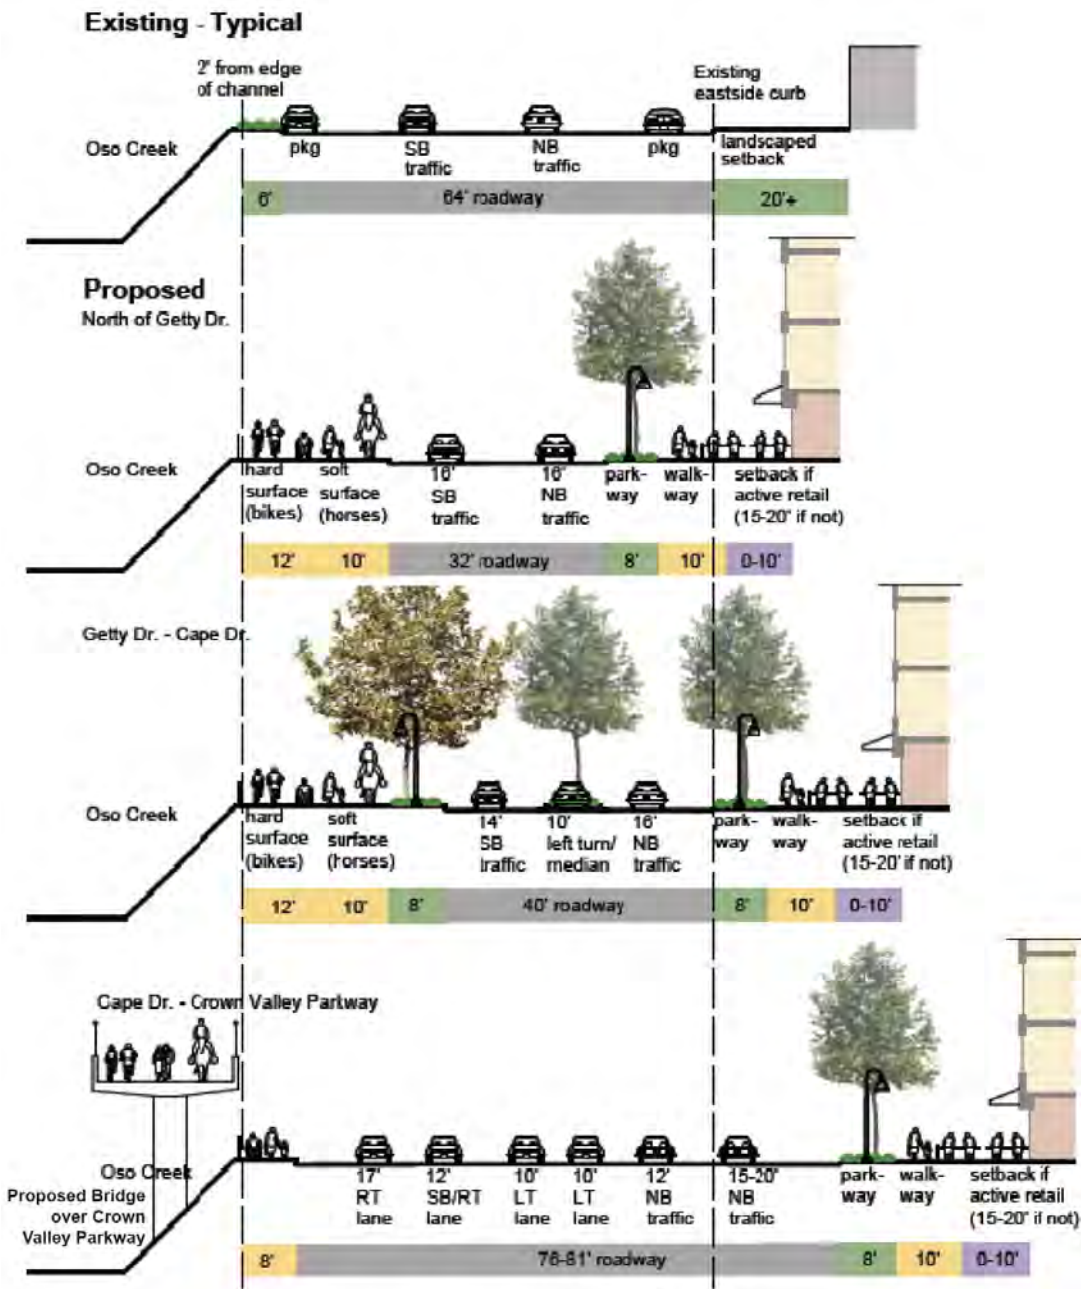 Existing - Typical
2' from edge
of channel
Existing
eastside curb
Oso Creek
pkg
SB
traffic
NB
traffic
pkg
landscaped
setback
6'
64' roadway
20'+
Proposed
North of Getty Dr.
Oso Creek
hard
surface
(bikes)
soft
surface
(horses)
16'
SB
traffic
16'
NB
traffic
park-
way
walk-
way
setback if
active retail
(15-20' if not)
12'
10'
32' roadway
8'
10'
0-10'
Getty Dr. - Cape Dr.
Oso Creek
hard
surface
(bikes)
soft
surface
(horses)
14'
SB
traffic
10'
left turn/
median
16'
NB
traffic
park-
way
walk-
way
setback if
active retail
(15-20' if not)
12'
10'
8'
40' roadway
8'
10'
0-10'
Cape Dr. - Crown Valley Parkway
Oso Creek
Proposed Bridge
over Crown
Valley Parkway
17'
RT
lane
12'
SB/RT
lane
10'
LT
lane
10'
LT
lane
12'
NB
traffic
15-20'
NB
traffic
park-
way
walk-
way
setback if
active retail
(15-20' if not)
8'
76-81' roadway
8'
10'
0-10'